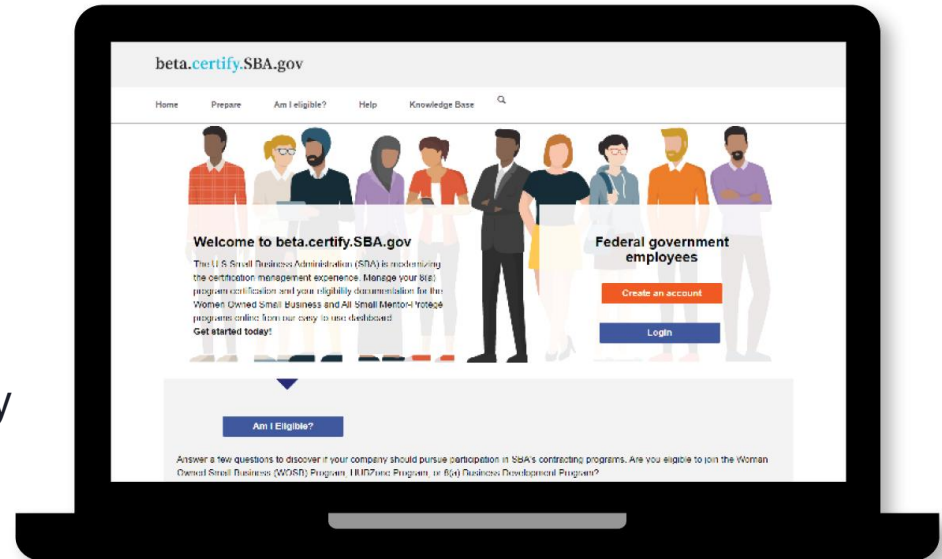 beta.certify.SBA.gov
Home Prepare Am I eligible? Help Knowledge Base
Welcome to beta.certify.SBA.gov
The U.S Small Business Administration (SBA) is modernizing
the certification management experience. Manage your 8(a)
program certification and your eligibility documentation for the
Women Owned Small Business and All Small Mentor-Protégé
programs online from our easy to use dashboard
Get started today!
Federal government
employees
Create an account
Login
y
Am I Eligible?
Answer a few questions to discover if your company should pursue participation in SBA's contracting programs. Are you eligible to join the Woman
Owned Small Business (WOSB) Program, HUBZone Program, or 8(a) Business Development Program?